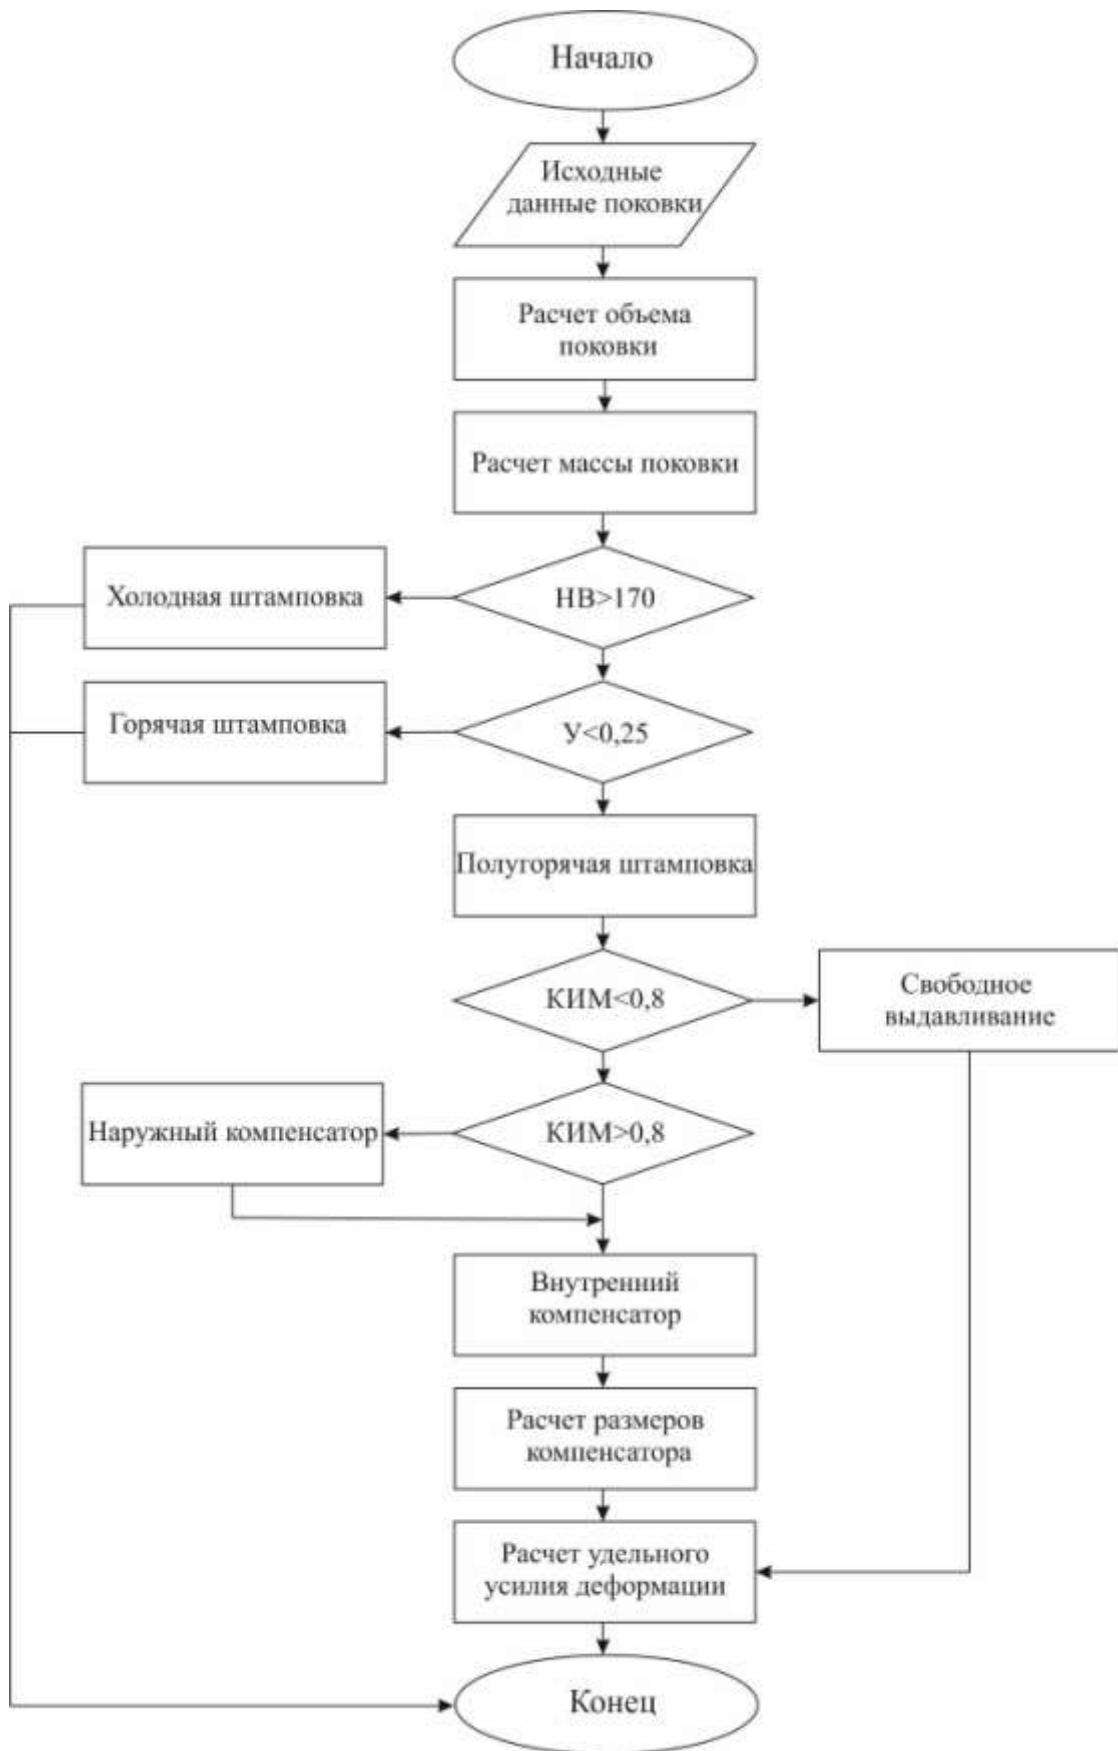 Начало
Исходные
данные поковки
Расчет объема
поковки
Расчет массы поковки
Холодная штамповка
НВ>170
Горячая штамповка
У<0,25
Полугорячая штамповка
КИМ<0,8
Свободное
выдавливание
Наружный компенсатор
КИМ>0,8
Внутренний
компенсатор
Расчет размеров
компенсатора
Расчет удельного
усилия деформации
Конец